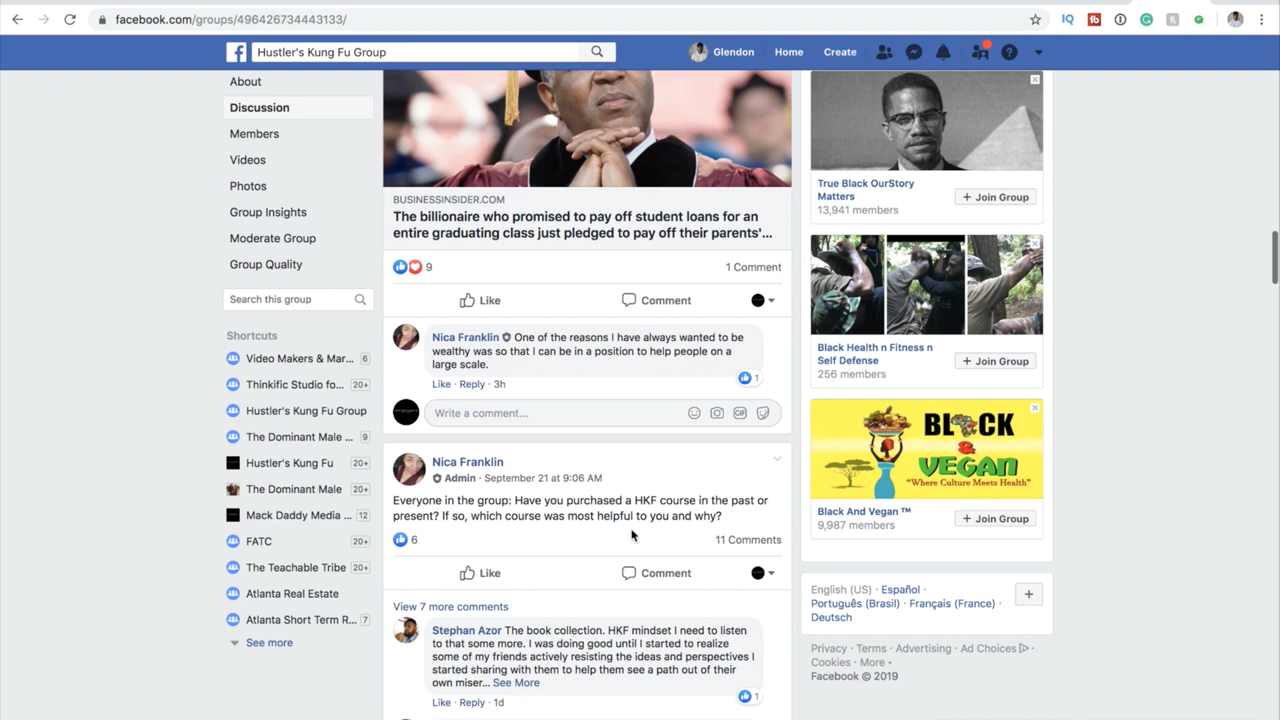 facebook.com/groups/496426734443133/
Hustler's Kung Fu Group
Glendon
Home
Create
About
Discussion
Members
Videos
Photos
Group Insights
Moderate Group
Group Quality
Search this group
Shortcuts
Video Makers & Mar... 6
Thinkific Studio fo... 20+
Hustler's Kung Fu Group
The Dominant Male ... 9
Hustler's Kung Fu 20+
The Dominant Male 20+
Mack Daddy Media ... 12
FATC 20+
The Teachable Tribe 20+
Atlanta Real Estate
Atlanta Short Term R... 7
See more
BUSINESSINSIDER.COM
The billionaire who promised to pay off student loans for an
entire graduating class just pledged to pay off their parents'...
9
1 Comment
Like
Comment
Nica Franklin One of the reasons I have always wanted to be
wealthy was so that I can be in a position to help people on a
large scale.
1
Like · Reply · 3h
Write a comment...
GIF
Nica Franklin
Admin · September 21 at 9:06 AM
Everyone in the group: Have you purchased a HKF course in the past or
present? If so, which course was most helpful to you and why?
6
11 Comments
Like
Comment
View 7 more comments
Stephan Azor The book collection. HKF mindset I need to listen
to that some more. I was doing good until I started to realize
some of my friends actively resisting the ideas and perspectives I
started sharing with them to help them see a path out of their
own miser... See More
1
Like · Reply · 1d
True Black OurStory
Matters
13,941 members
+ Join Group
Black Health n Fitness n
Self Defense
256 members
+ Join Group
BLACK
&
VEGAN
"Where Culture Meets Health"
Black And Vegan ™
9,987 members
+ Join Group
English (US) · Español ·
Português (Brasil) · Français (France) ·
Deutsch
Privacy · Terms · Advertising · Ad Choices ·
Cookies · More
Facebook © 2019